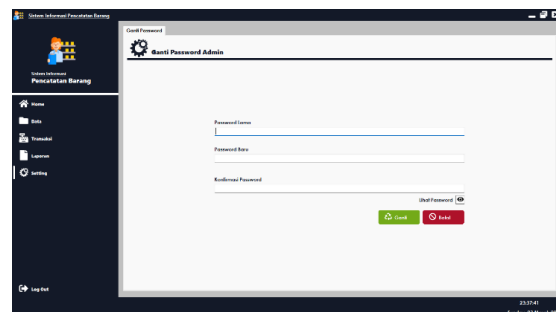 Sistem Informasi Pencatatan Barang
Ganti Password
Ganti Password Admin
Sistem Informasi
Pencatatan Barang
Home
Data
Transaksi
Laporan
Setting
Password Lama
Password Baru
Konfirmasi Password
Lihat Password
Ganti
Batal
Log Out
23:37:41